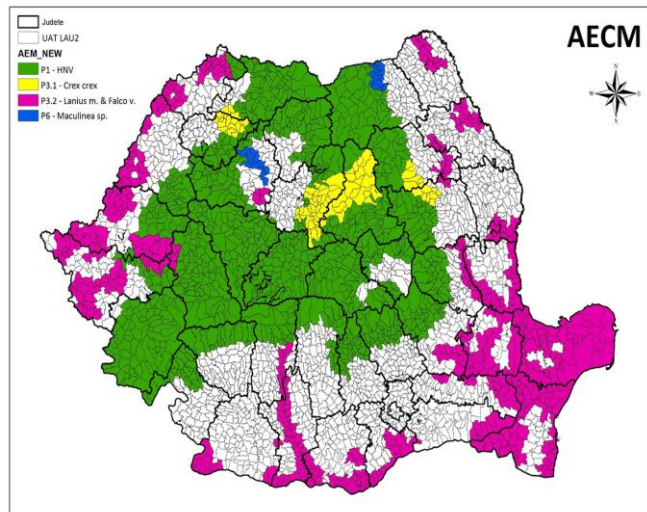 AECM
Judete
UAT LAU2
AEM_NEW
P1 - HNV
P3.1 - Crex crex
P3.2 - Lanius m. & Falco v.
P6 - Maculinea sp.
N
W
E
S